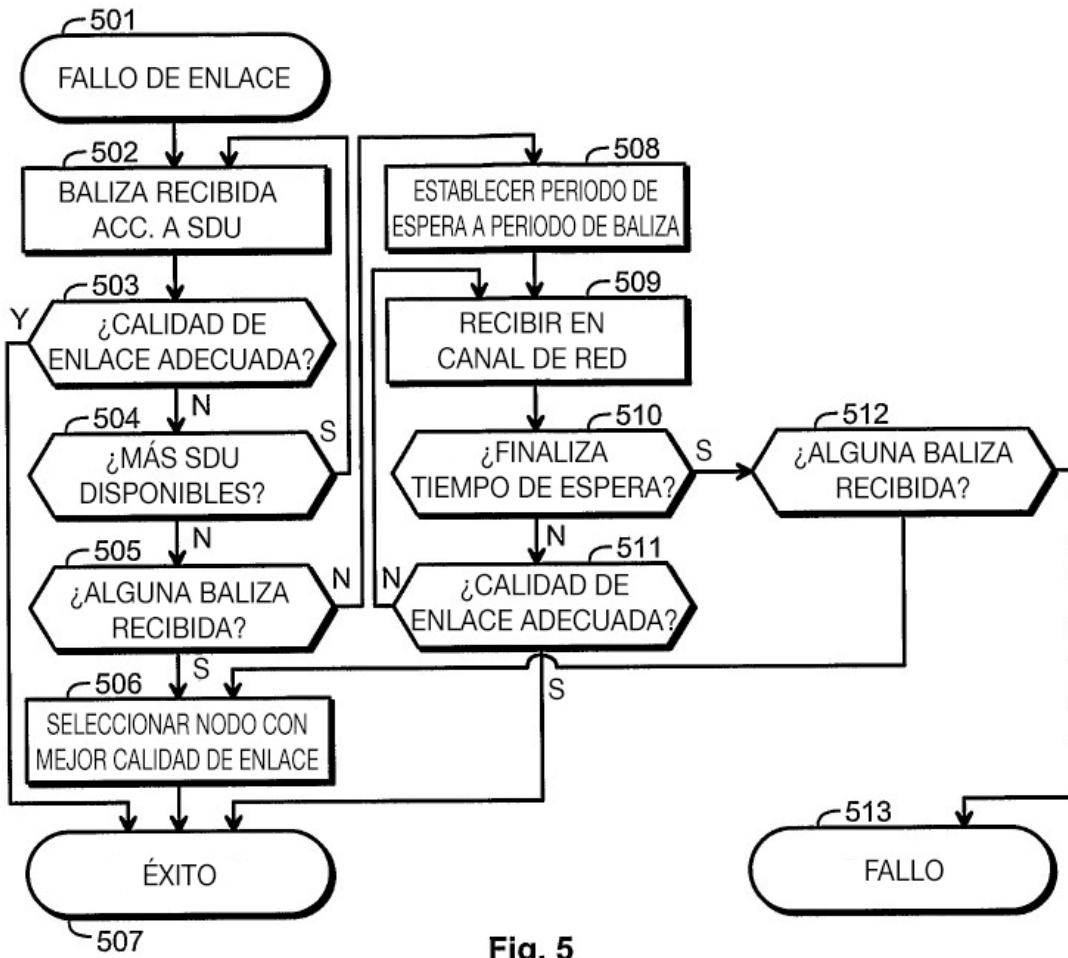 501
FALLO DE ENLACE
502
BALIZA RECIBIDA
ACC. A SDU
503
Y
¿CALIDAD DE
ENLACE ADECUADA?
N
504
S
¿MÁS SDU
DISPONIBLES?
N
505
N
¿ALGUNA BALIZA
RECIBIDA?
S
506
SELECCIONAR NODO CON
MEJOR CALIDAD DE ENLACE
ÉXITO
507
508
ESTABLECER PERIODO DE
ESPERA A PERIODO DE BALIZA
509
RECIBIR EN
CANAL DE RED
510
¿FINALIZA
TIEMPO DE ESPERA?
S
N
511
N
¿CALIDAD DE
ENLACE ADECUADA?
S
512
¿ALGUNA BALIZA
RECIBIDA?
513
FALLO
Fig. 5